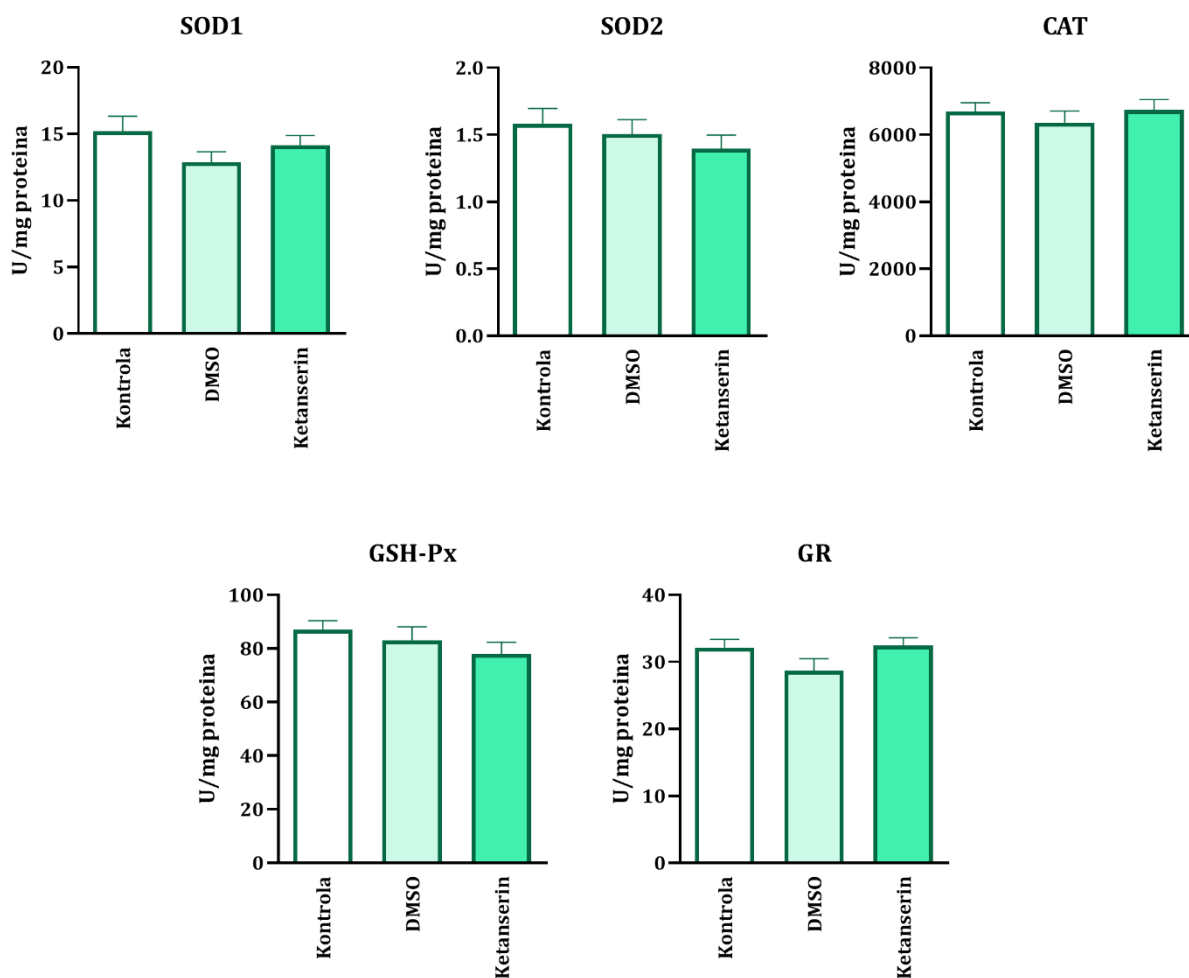 SOD1
20
15
10
5
0
U/mg proteina
Kontrola
DMSO
Ketanserin
SOD2
2.0
1.5
1.0
0.5
0.0
U/mg proteina
Kontrola
DMSO
Ketanserin
CAT
8000
6000
4000
2000
0
U/mg proteina
Kontrola
DMSO
Ketanserin
GSH-Px
100
80
60
40
20
0
U/mg proteina
Kontrola
DMSO
Ketanserin
GR
40
30
20
10
0
U/mg proteina
Kontrola
DMSO
Ketanserin